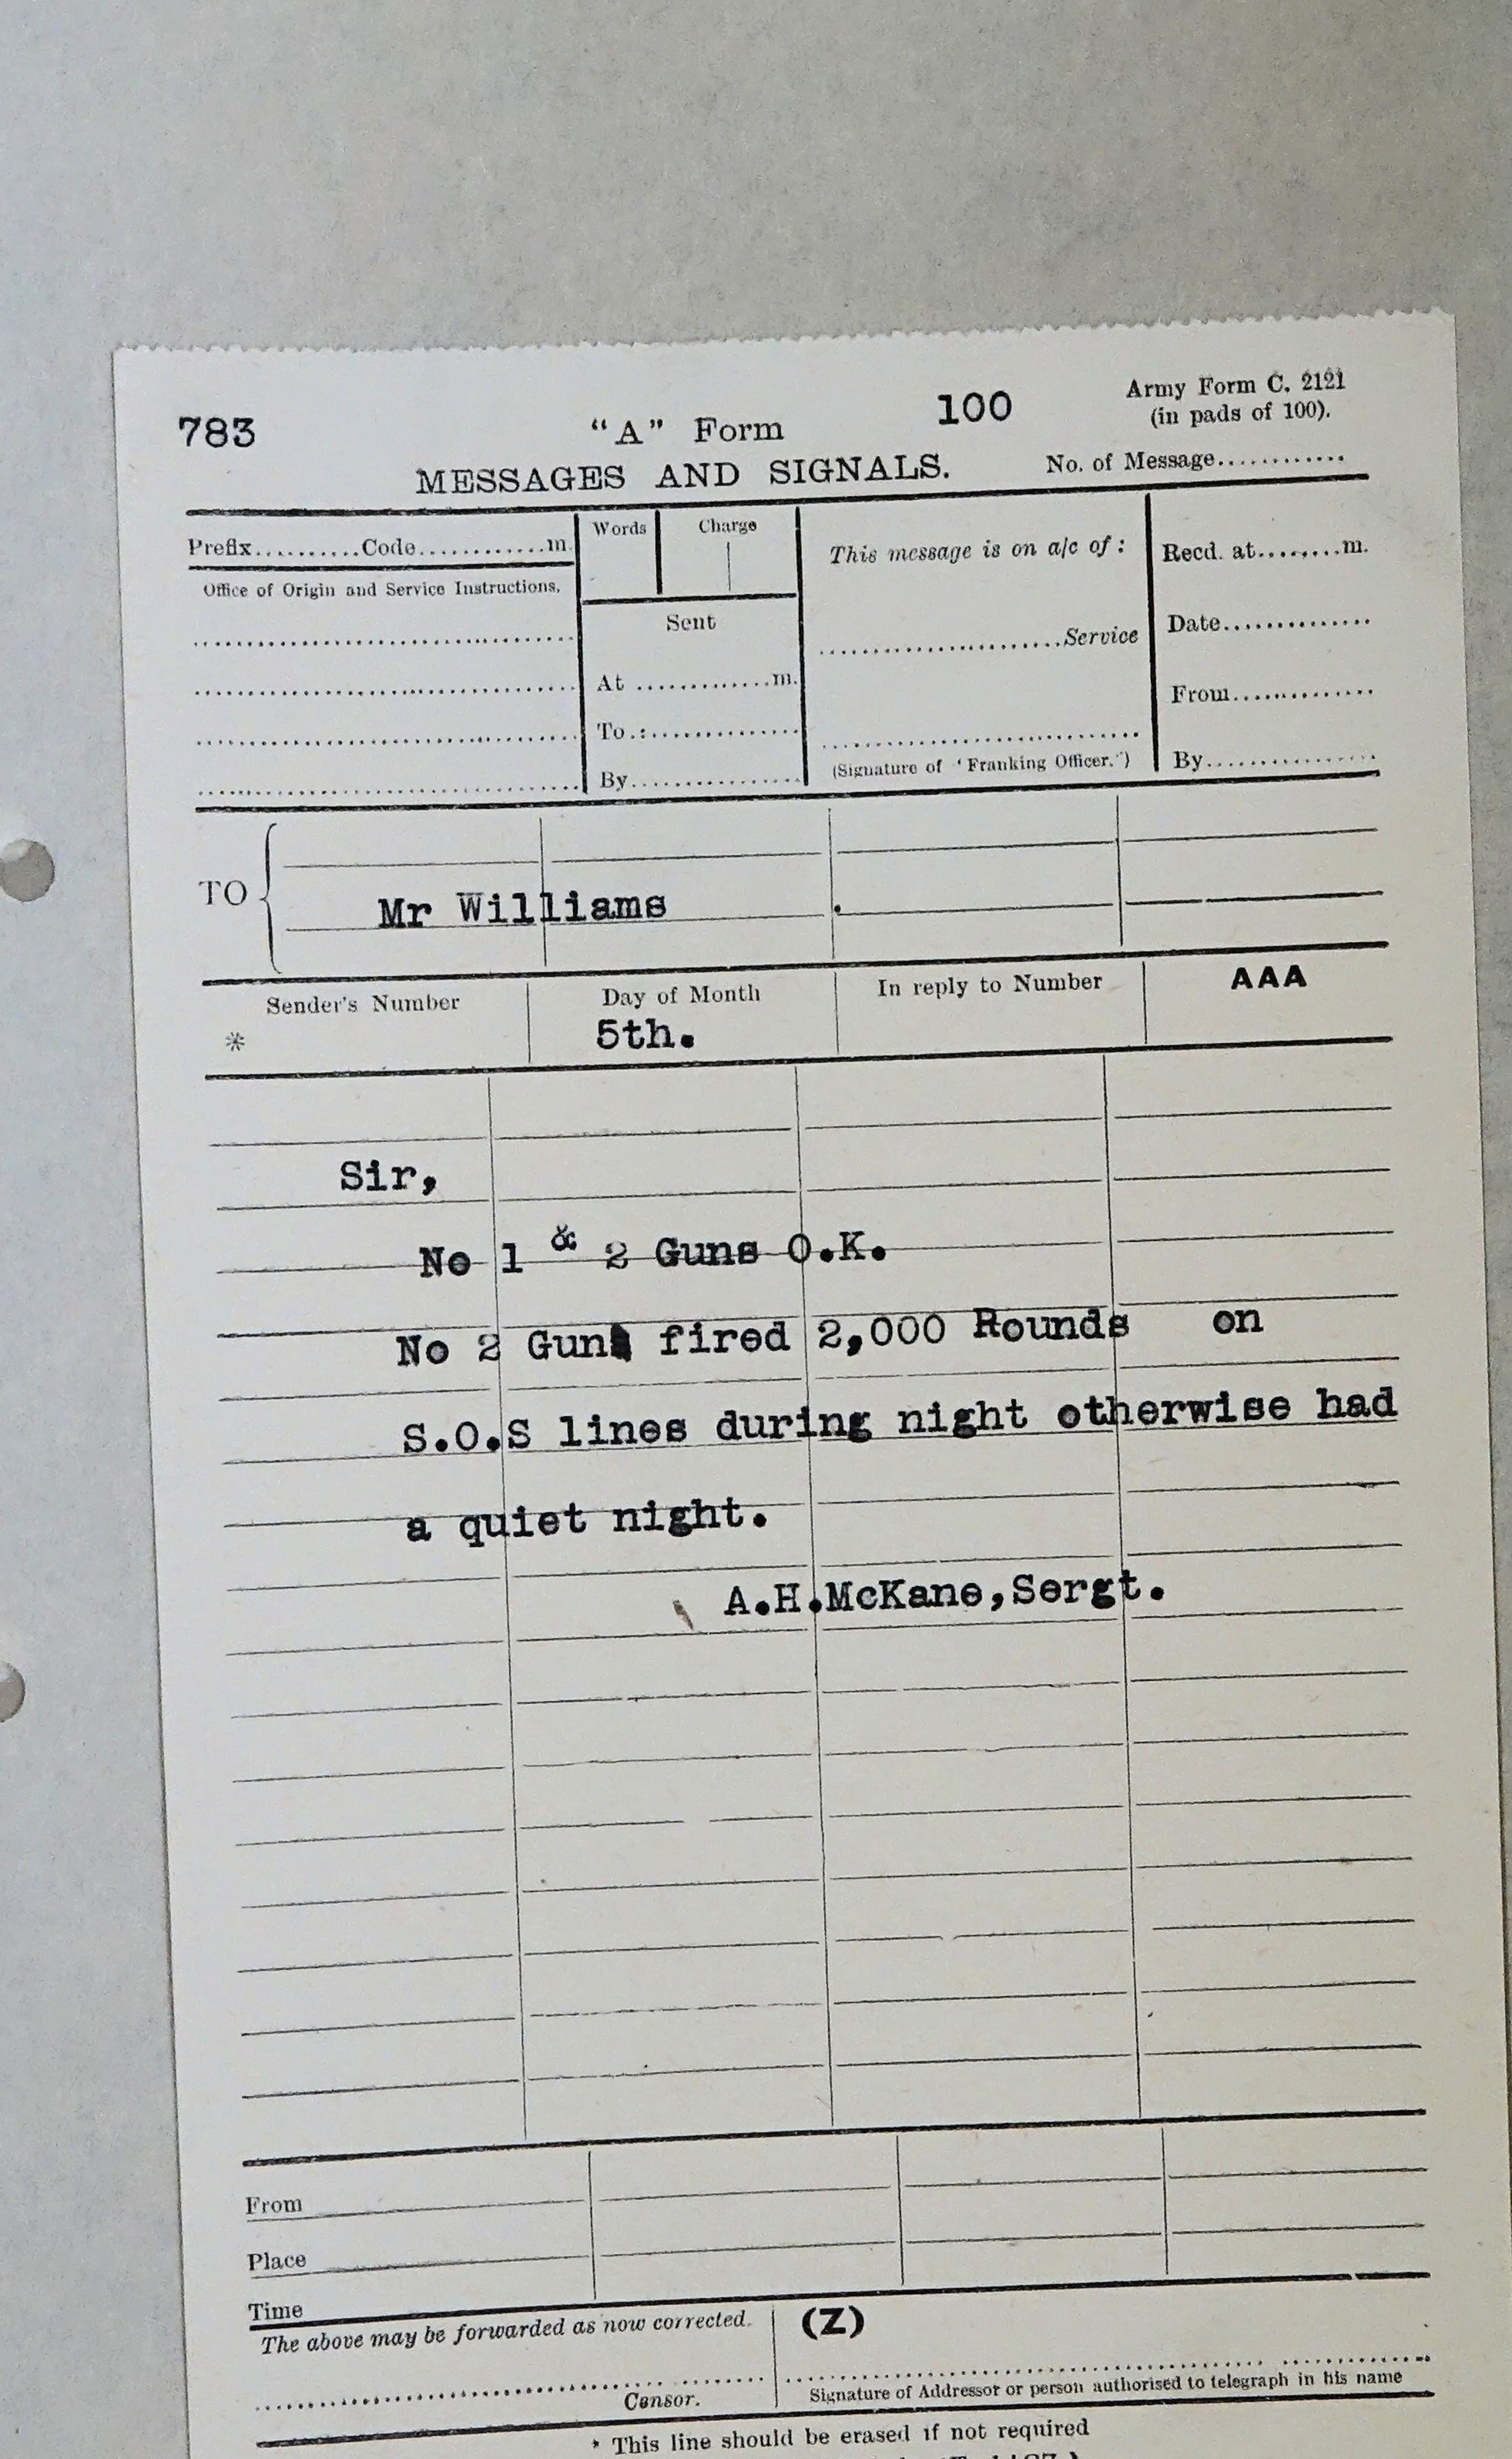 783
100
Army Form C. 2121
"A" Form
(in pads of 100).
MESSAGES AND SIGNALS.
No. of Message............
Prefix..........Code............m.
Words
Charge
This message is on a/c of :
Recd. at.........m.
Office of Origin and Service Instructions.
Sent
Date..............
.......................Service
At .............m.
From..............
To.:..............
(Signature of 'Franking Officer.')
By................
By................
TO
Mr Williams
Sender's Number
Day of Month
In reply to Number
AAA
*
5th.
Sir,
No 1 & 2 Guns O.K.
No 2 Gun fired 2,000 Rounds on
S.O.S lines during night otherwise had
a quiet night.
A.H.McKane,Sergt.
From
Place
Time
The above may be forwarded as now corrected.
(Z)
Censor.
Signature of Addressor or person authorised to telegraph in his name
* This line should be erased if not required